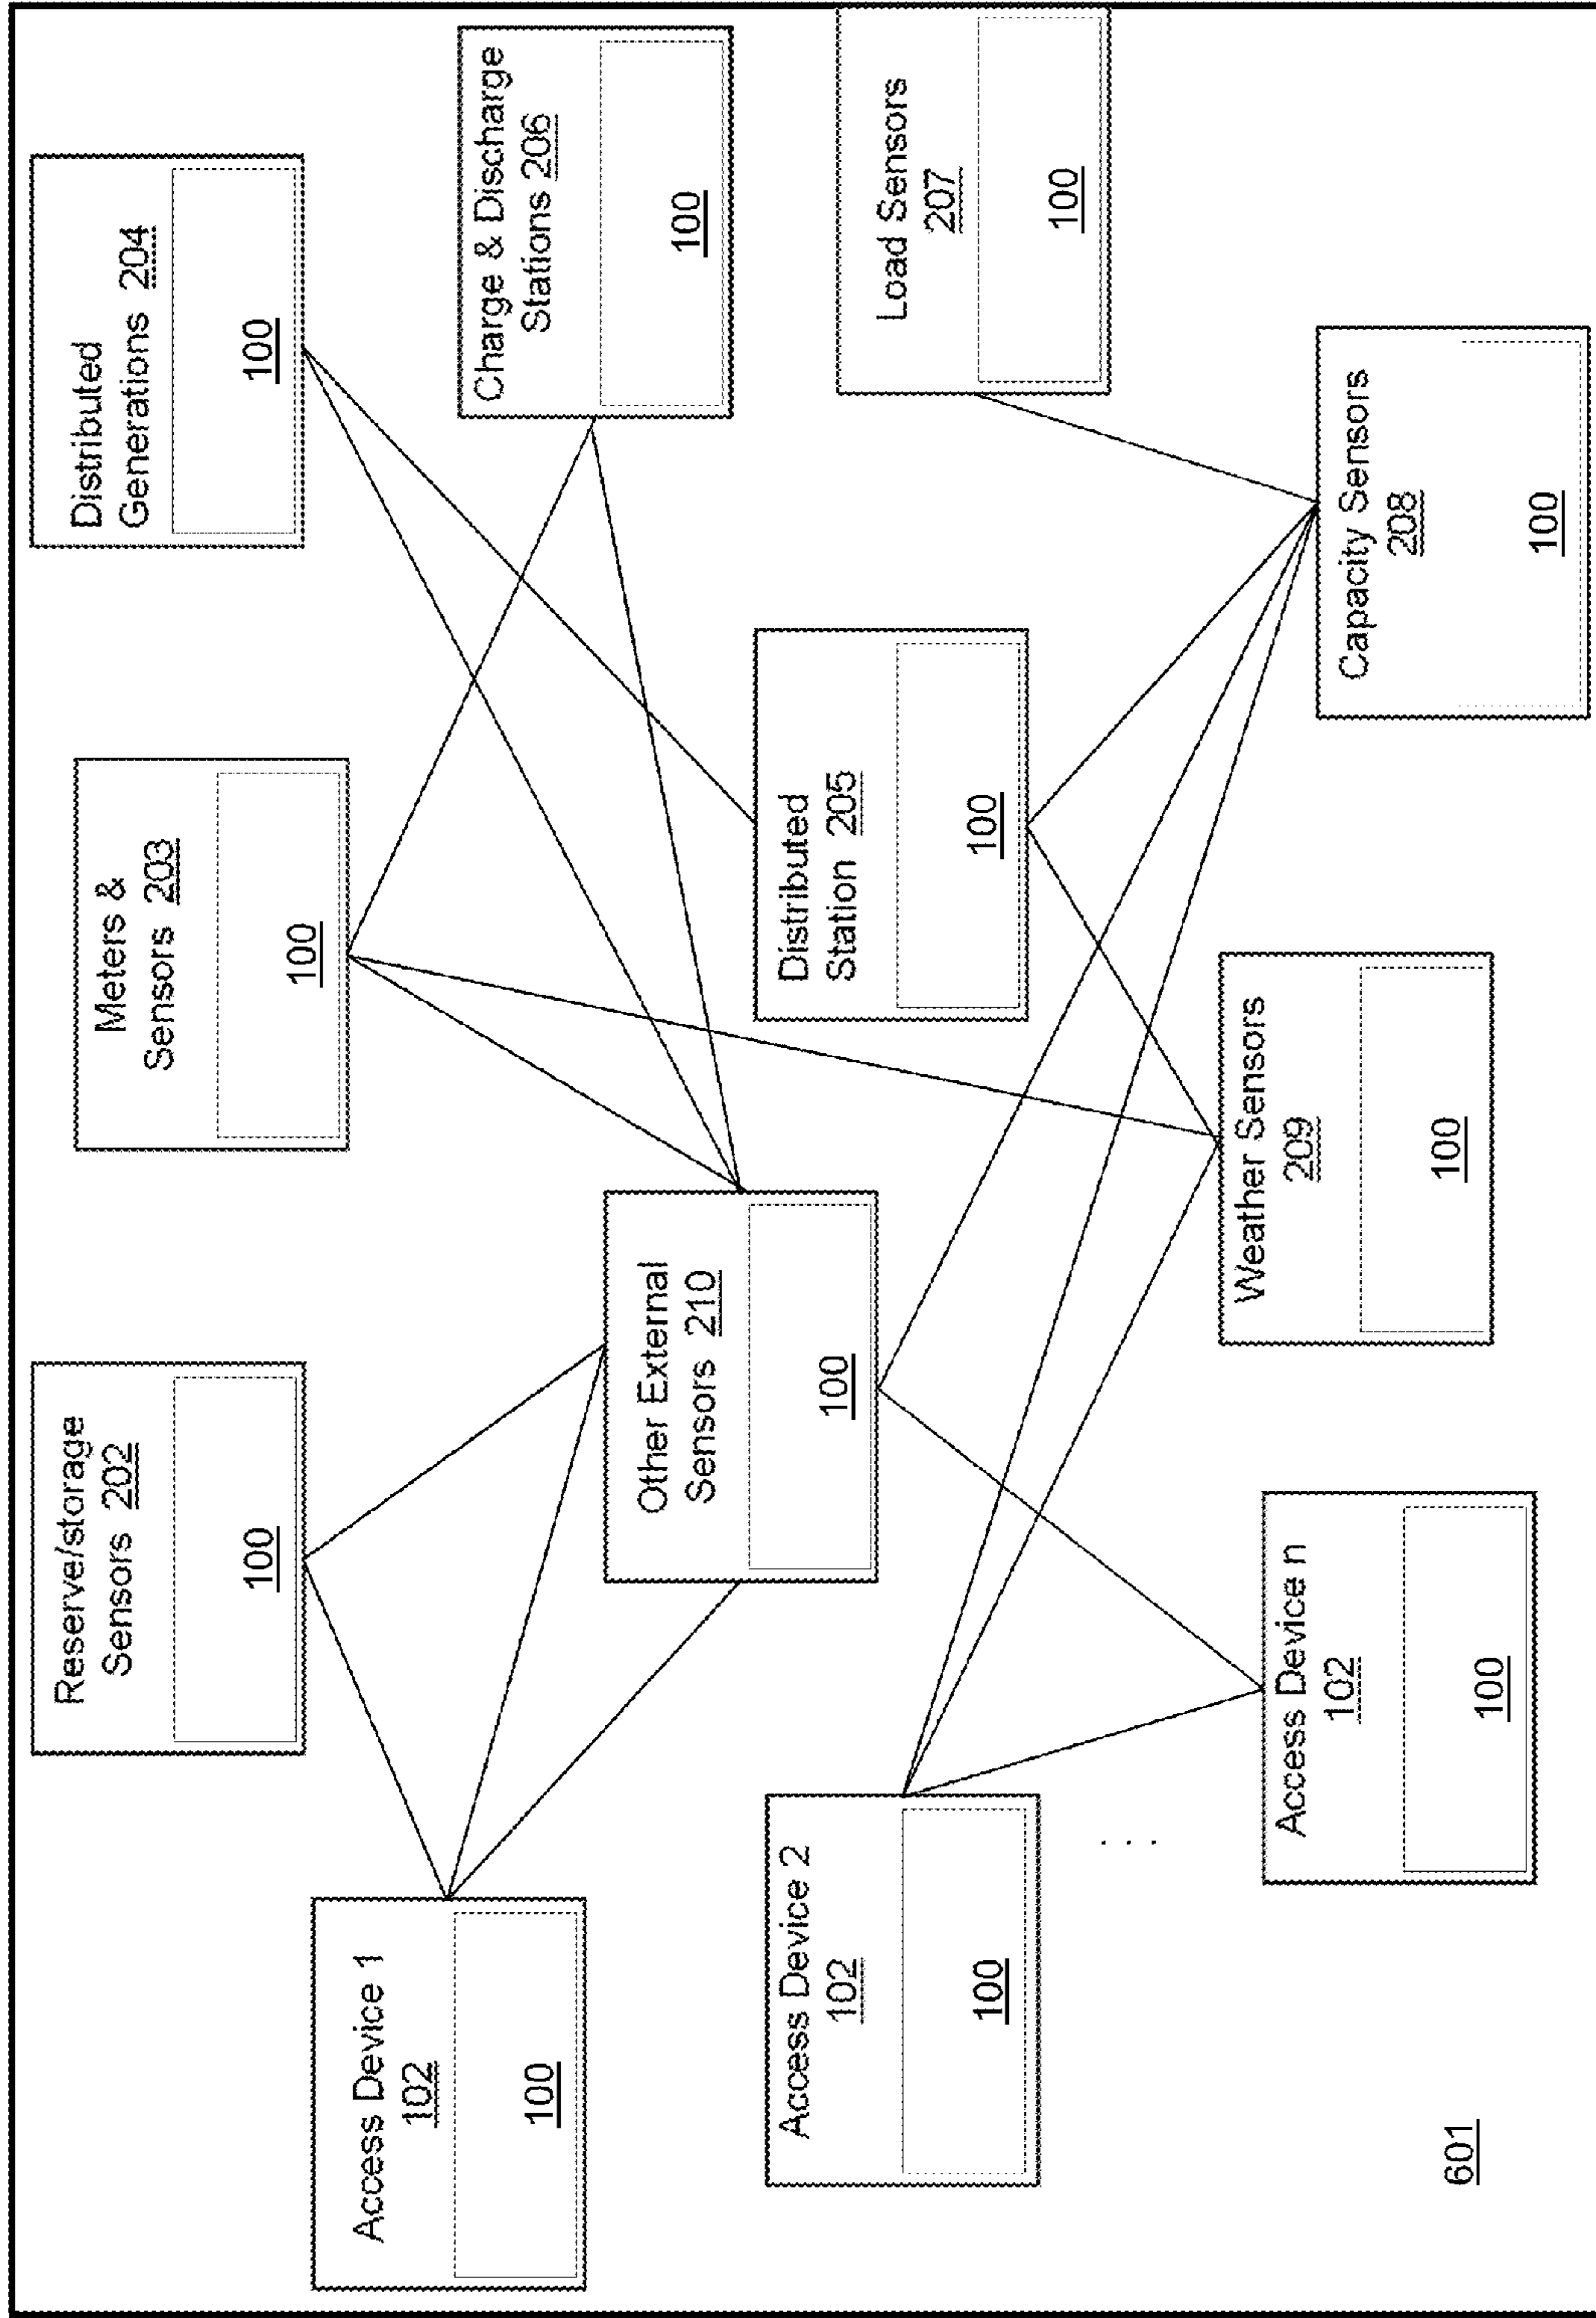 Reserve/storage
Sensors 202
100
Meters &
Sensors 203
100
Distributed
Generations 204
100
Access Device 1
102
100
Charge & Discharge
Stations 206
100
Other External
Sensors 210
100
Distributed
Station 205
100
Load Sensors
207
100
Access Device 2
102
100
. . .
Access Device n
102
100
Weather Sensors
209
100
Capacity Sensors
208
100
601